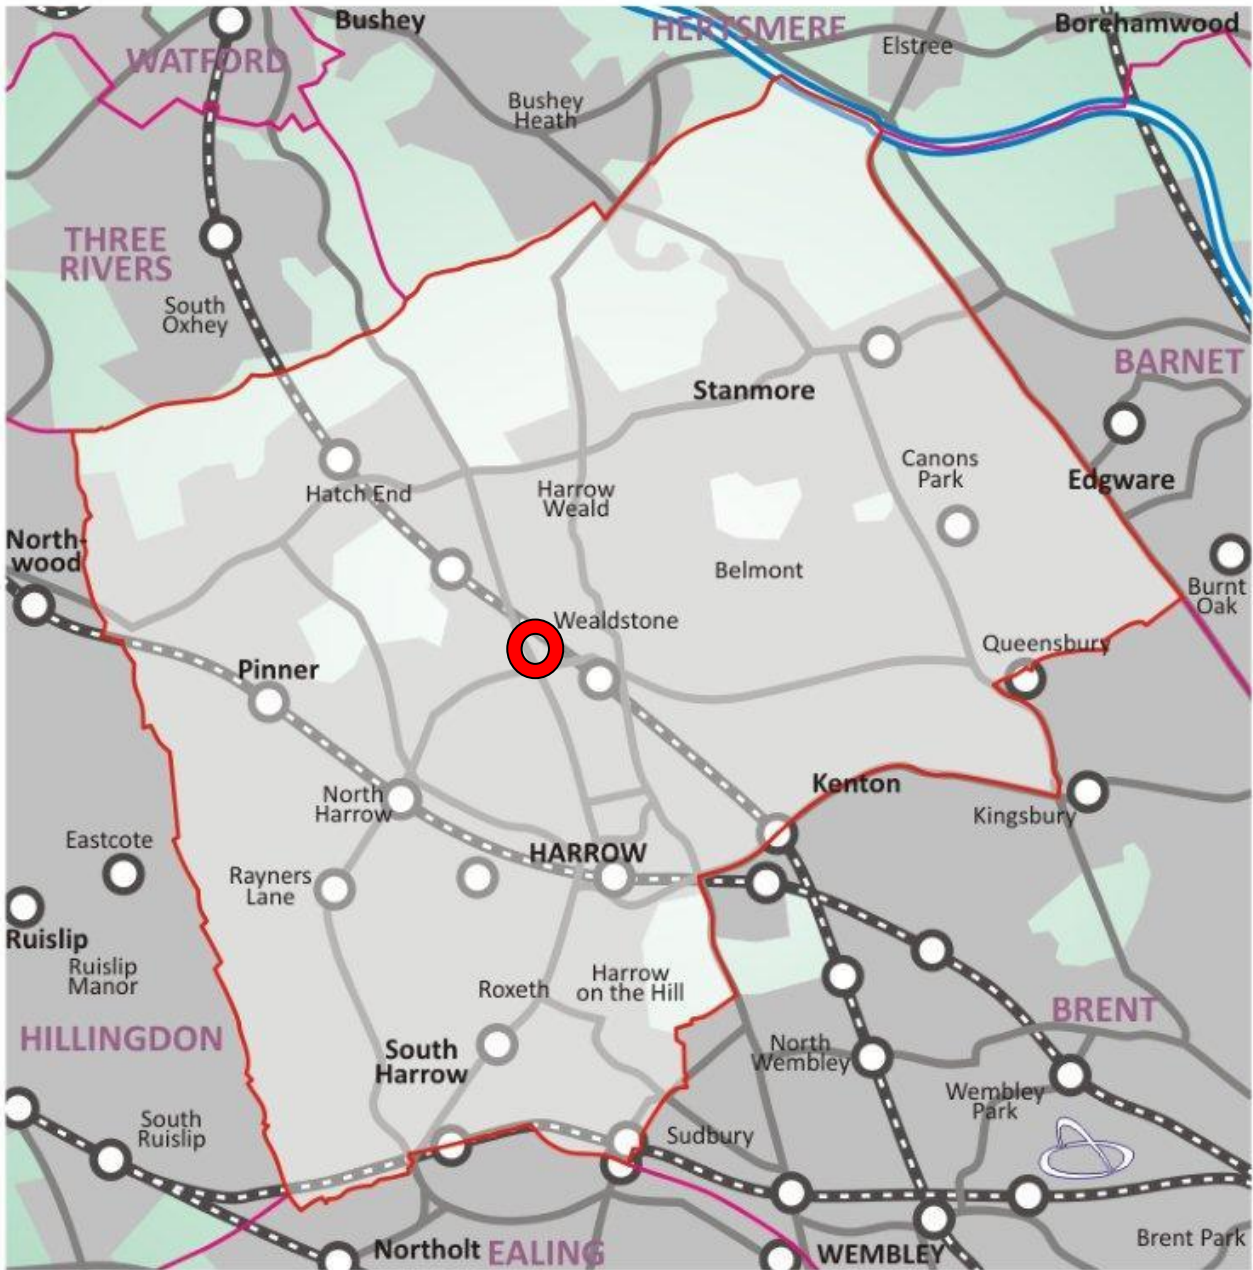 Bushey
HERTSMERE
Borehamwood
Elstree
WATFORD
Bushey
Heath
THREE
RIVERS
South
Oxhey
BARNET
Stanmore
Canons
Park
Edgware
Hatch End
Harrow
Weald
North-
wood
Belmont
Burnt
Oak
Wealdstone
Queensbury
Pinner
Kenton
North
Harrow
Kingsbury
Eastcote
HARROW
Rayners
Lane
Ruislip
Ruislip
Manor
Roxeth
Harrow
on the Hill
BRENT
HILLINGDON
South
Harrow
North
Wembley
Wembley
Park
South
Ruislip
Sudbury
Northolt
EALING
WEMBLEY
Brent Park